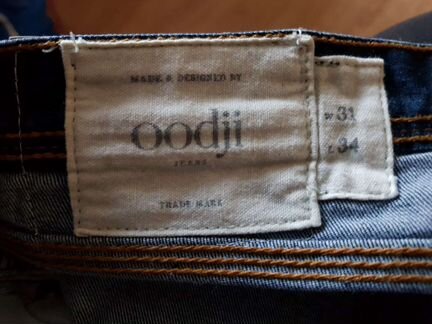 MADE & DESIGNED BY
oodji
JEANS
TRADE MARK
W 31
L 34